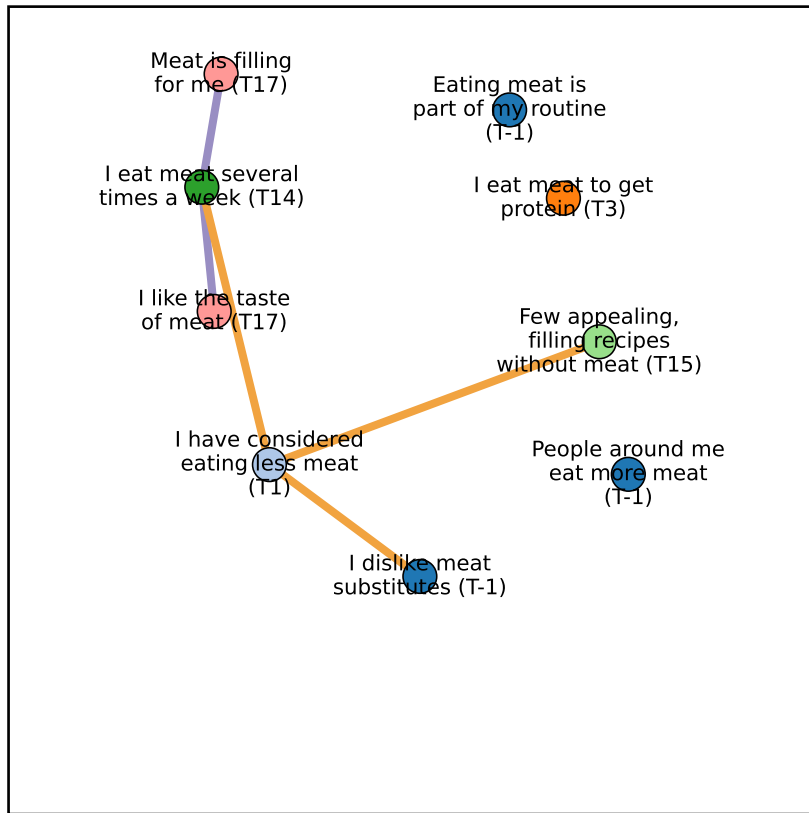 Meat is filling
for me (T17)
Eating meat is
part of my routine
(T-1)
I eat meat several
times a week (T14)
I eat meat to get
protein (T3)
I like the taste
of meat (T17)
Few appealing,
filling recipes
without meat (T15)
I have considered
eating less meat
(T1)
People around me
eat more meat
(T-1)
I dislike meat
substitutes (T-1)